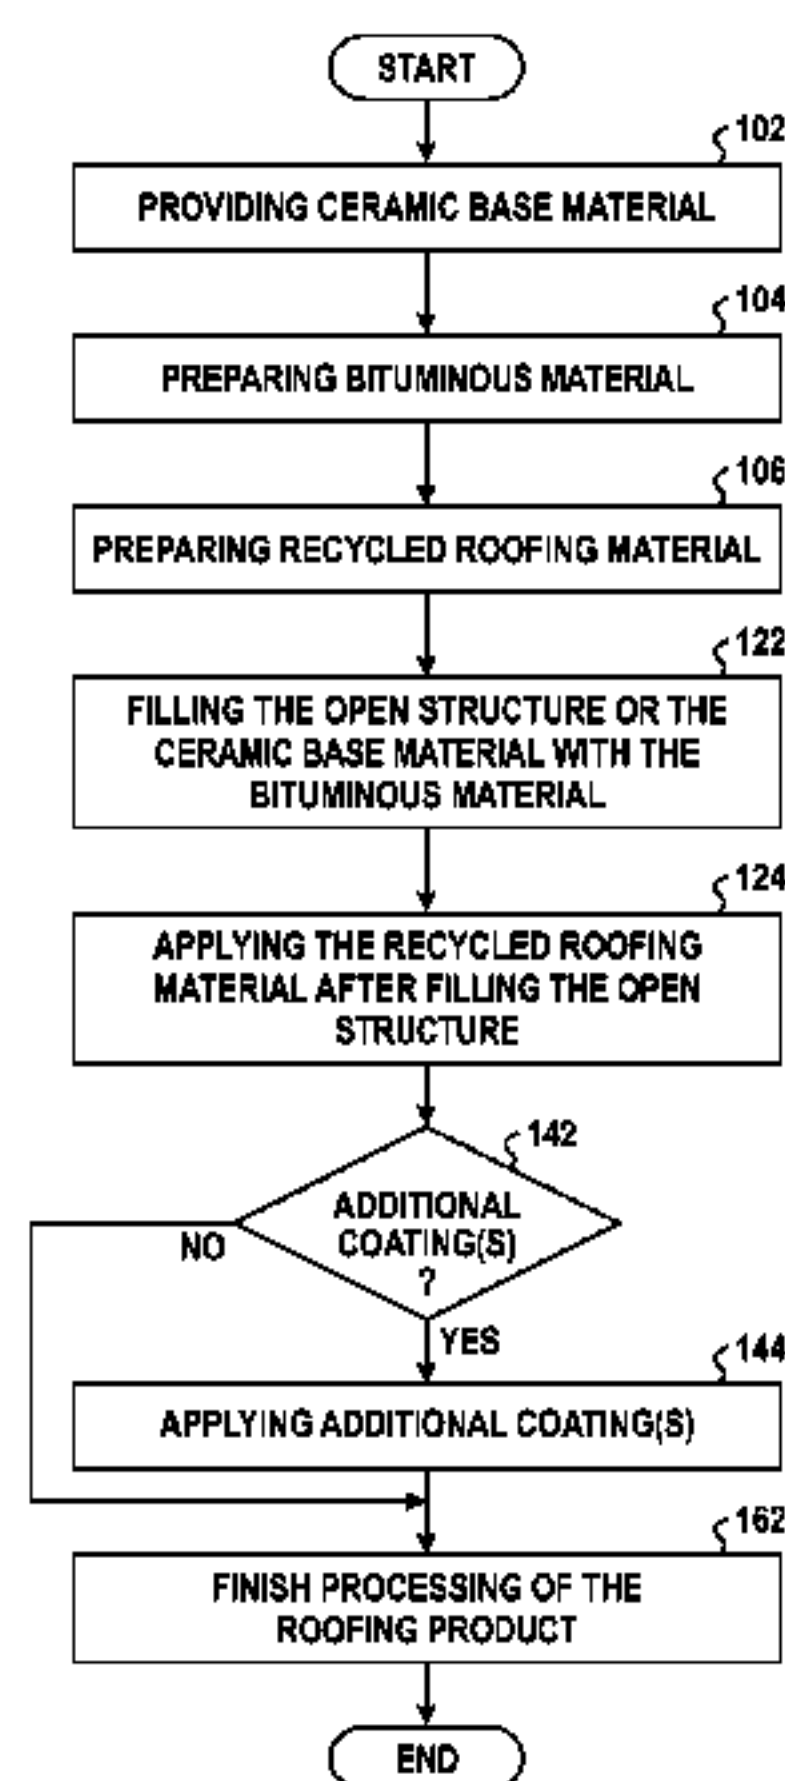 START
102
PROVIDING CERAMIC BASE MATERIAL
104
PREPARING BITUMINOUS MATERIAL
106
PREPARING RECYCLED ROOFING MATERIAL
122
FILLING THE OPEN STRUCTURE OR THE
CERAMIC BASE MATERIAL WITH THE
BITUMINOUS MATERIAL
124
APPLYING THE RECYCLED ROOFING
MATERIAL AFTER FILLING THE OPEN
STRUCTURE
142
ADDITIONAL
COATING(S)
?
NO
YES
144
APPLYING ADDITIONAL COATING(S)
162
FINISH PROCESSING OF THE
ROOFING PRODUCT
END